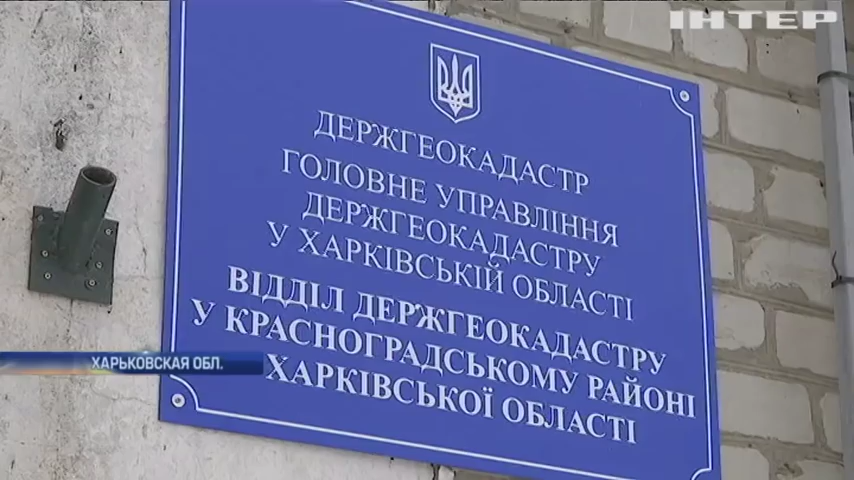 ІНТЕР
ДЕРЖГЕОКАДАСТР
ГОЛОВНЕ УПРАВЛІННЯ
ДЕРЖГЕОКАДАСТРУ
У ХАРКІВСЬКІЙ ОБЛАСТІ
ВІДДІЛ ДЕРЖГЕОКАДАСТРУ
У КРАСНОГРАДСЬКОМУ РАЙОНІ
ХАРКІВСЬКОЇ ОБЛАСТІ
ХАРЬКОВСКАЯ ОБЛ.